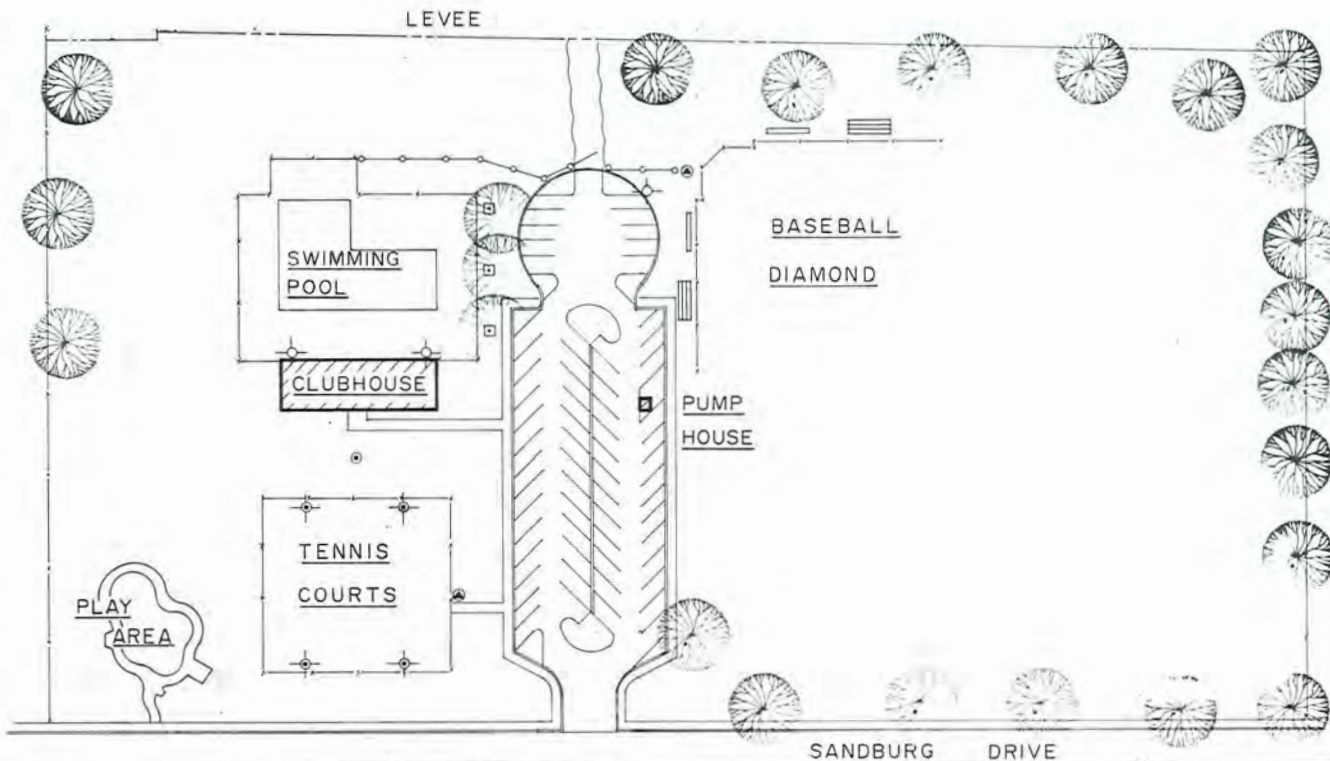 LEVEE
SWIMMING
POOL
BASEBALL
DIAMOND
CLUBHOUSE
PUMP
HOUSE
TENNIS
COURTS
PLAY
AREA
SANDBURG DRIVE